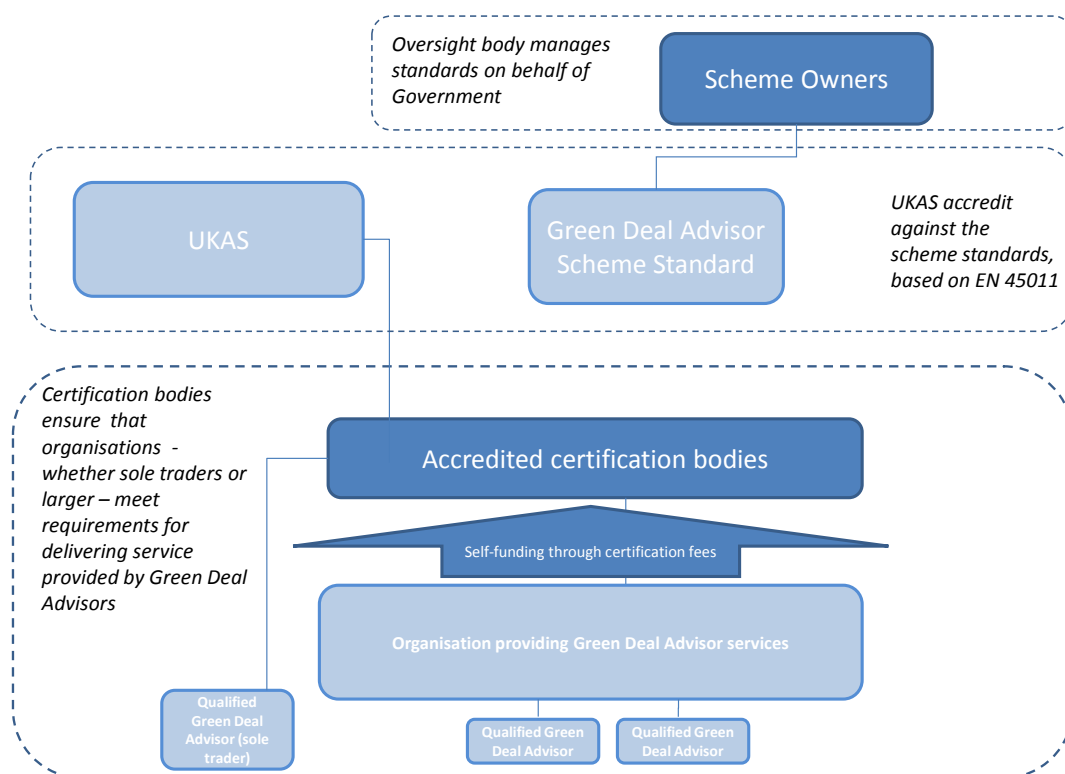 Oversight body manages
standards on behalf of
Government
Scheme Owners
UKAS
Green Deal Advisor
Scheme Standard
UKAS accredit
against the
scheme standards,
based on EN 45011
Certification bodies
ensure that
organisations -
whether sole traders or
larger – meet
requirements for
delivering service
provided by Green Deal
Advisors
Accredited certification bodies
Self-funding through certification fees
Organisation providing Green Deal Advisor services
Qualified
Green Deal
Advisor (sole
trader)
Qualified Green
Deal Advisor
Qualified Green
Deal Advisor